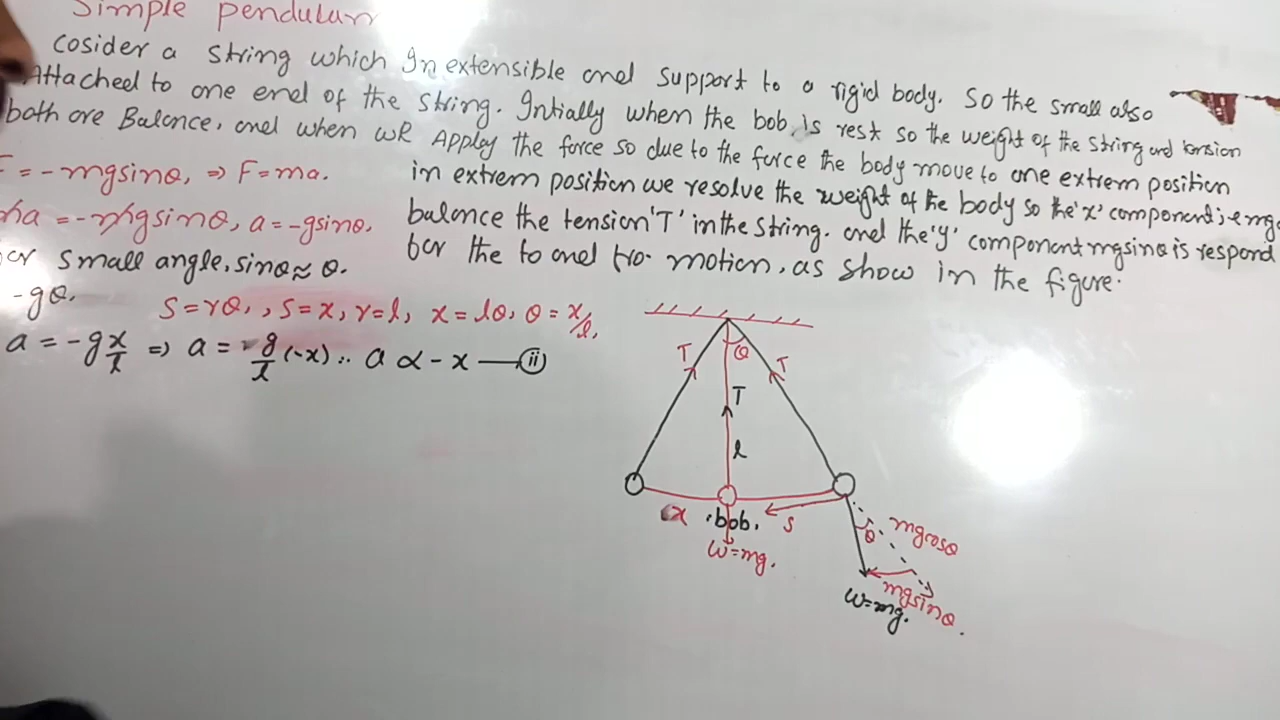 Simple pendulum
Cosider a string which Inextensible and support to a rigid body. So the small also
Attached to one end of the string. Intially when the bob is rest so the weight of the string and tension
both are Balance, and when we Appley the force so due to the force the body move to one extrem position
in extrem position we resolve the weight of the body so the 'x' component i.e mg
balance the tension 'T' in the string. and the 'y' component mgsinθ is respond
for the to and fro motion, as show in the figure.
F = -mgsinθ, => F=ma.
ma = -mgsinθ, a = -gsinθ.
for small angle, sinθ ≈ θ.
-gθ.
S=rθ, , S=x, r=l, x=lθ, θ=x/l,
a = -g x/l => a = g/l (-x) ∴ a ∝ -x — (ii)
T
θ
T
T
l
x
bob.
S
W=mg.
θ
mgcosθ
mgsinθ.
W=mg.